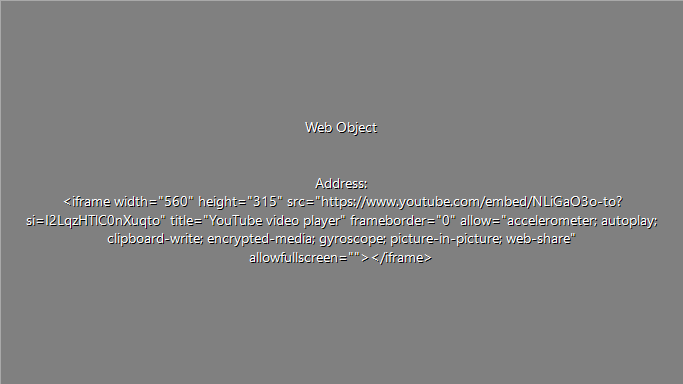 Web Object
Address:
<iframe width="560" height="315" src="https://www.youtube.com/embed/NLiGaO3o-to?
si=I2LqzHTlC0nXuqto" title="YouTube video player" frameborder="0" allow="accelerometer; autoplay;
clipboard-write; encrypted-media; gyroscope; picture-in-picture; web-share"
allowfullscreen=""></iframe>